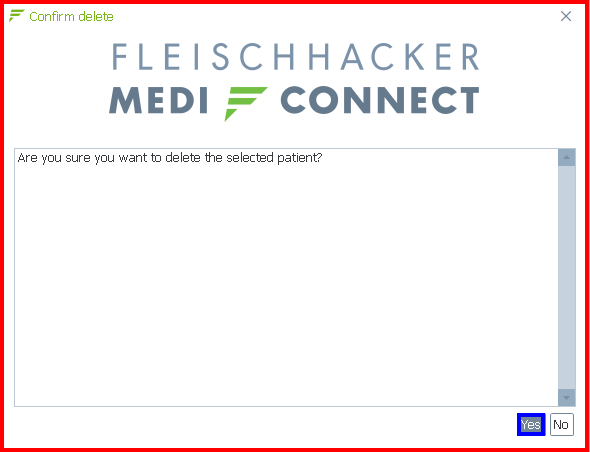 Confirm delete
FLEISCHHACKER
MEDI CONNECT
Are you sure you want to delete the selected patient?
Yes No